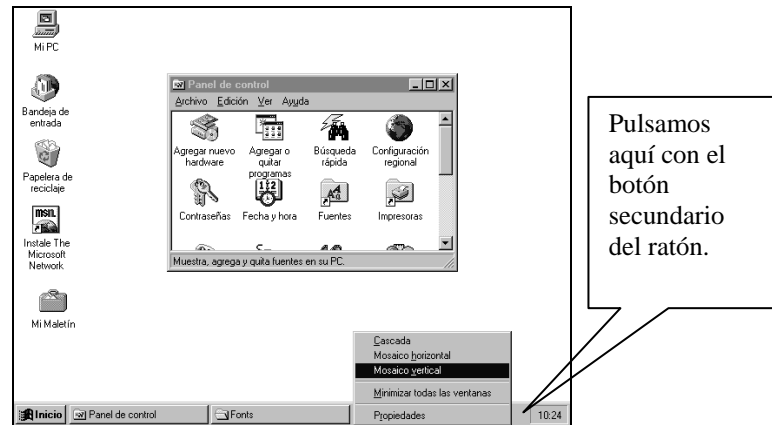 Mi PC
Bandeja de
entrada
Papelera de
reciclaje
msn.
Instale The
Microsoft
Network
Mi Maletín
Panel de control
Archivo Edición Ver Ayuda
Agregar nuevo
hardware
Agregar o
quitar
programas
Búsqueda
rápida
Configuración
regional
Contraseñas
Fecha y hora
Fuentes
Impresoras
Muestra, agrega y quita fuentes en su PC.
Cascada
Mosaico horizontal
Mosaico vertical
Minimizar todas las ventanas
Propiedades
Inicio
Panel de control
Fonts
10:24
Pulsamos
aquí con el
botón
secundario
del ratón.